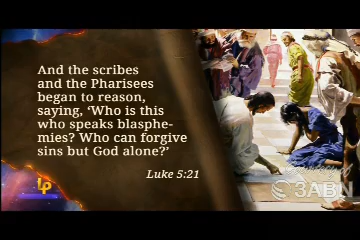 And the scribes
and the Pharisees
began to reason,
saying, ‘Who is this
who speaks blasphe-
mies? Who can forgive
sins but God alone?’
Luke 5:21
LP
3ABN